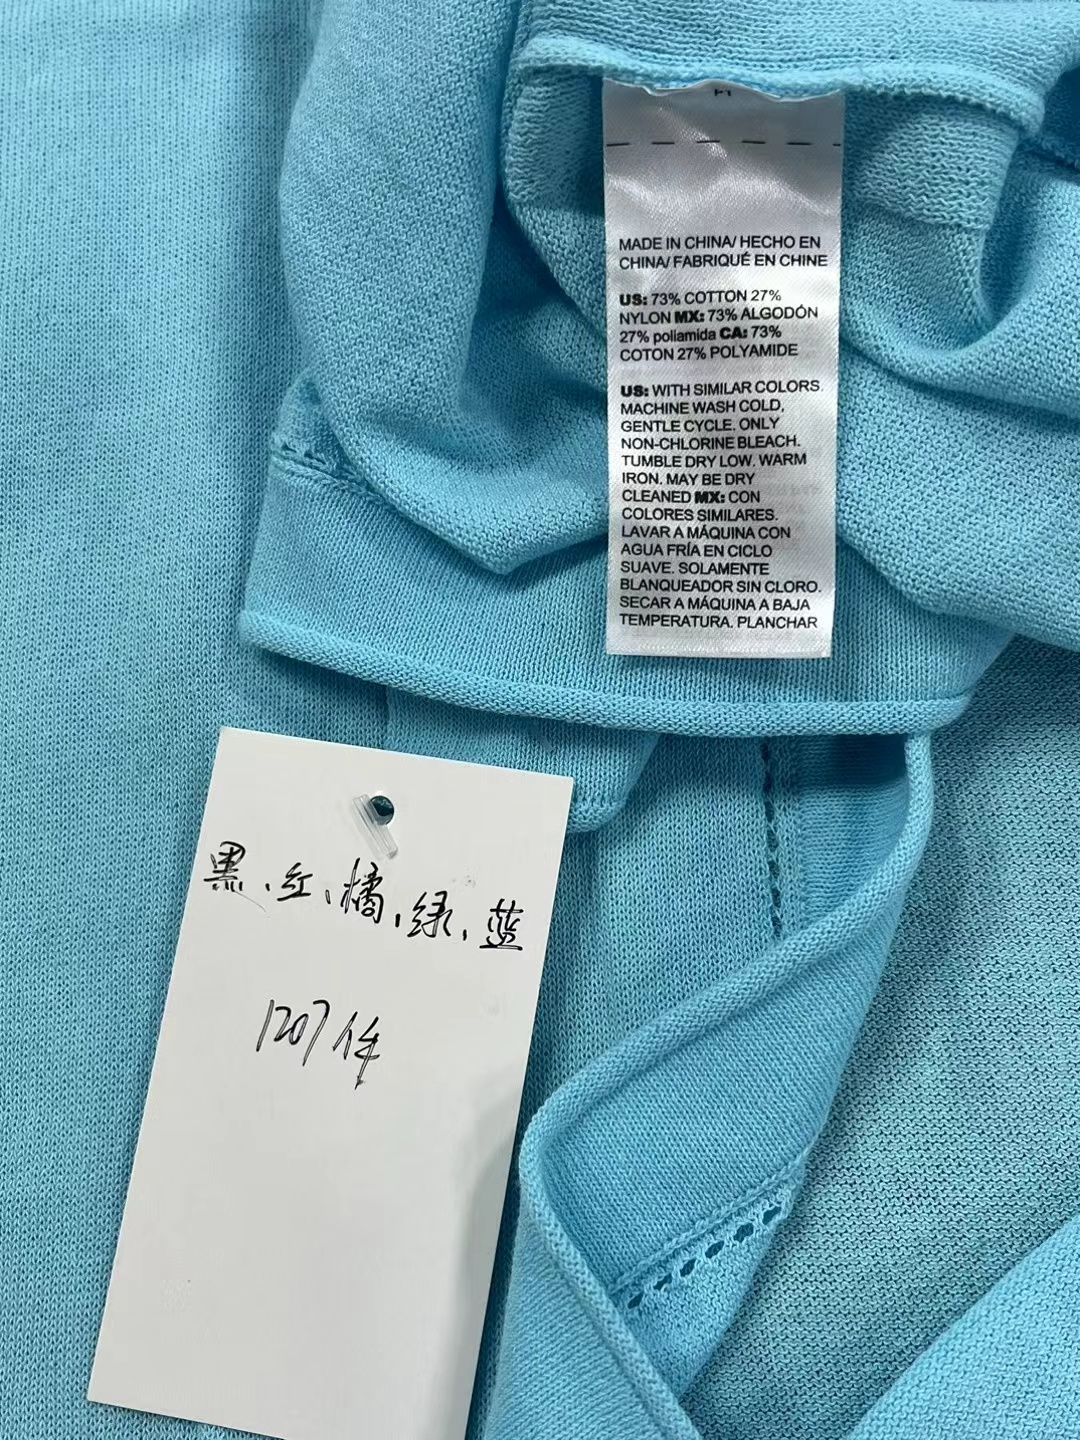 MADE IN CHINA/ HECHO EN
CHINA/ FABRIQUÉ EN CHINE
US: 73% COTTON 27%
NYLON MX: 73% ALGODÓN
27% poliamida CA: 73%
COTON 27% POLYAMIDE
US: WITH SIMILAR COLORS.
MACHINE WASH COLD,
GENTLE CYCLE. ONLY
NON-CHLORINE BLEACH.
TUMBLE DRY LOW. WARM
IRON. MAY BE DRY
CLEANED MX: CON
COLORES SIMILARES.
LAVAR A MÁQUINA CON
AGUA FRÍA EN CICLO
SUAVE. SOLAMENTE
BLANQUEADOR SIN CLORO.
SECAR A MÁQUINA A BAJA
TEMPERATURA. PLANCHAR
黑、红、橘、绿、蓝
1207件